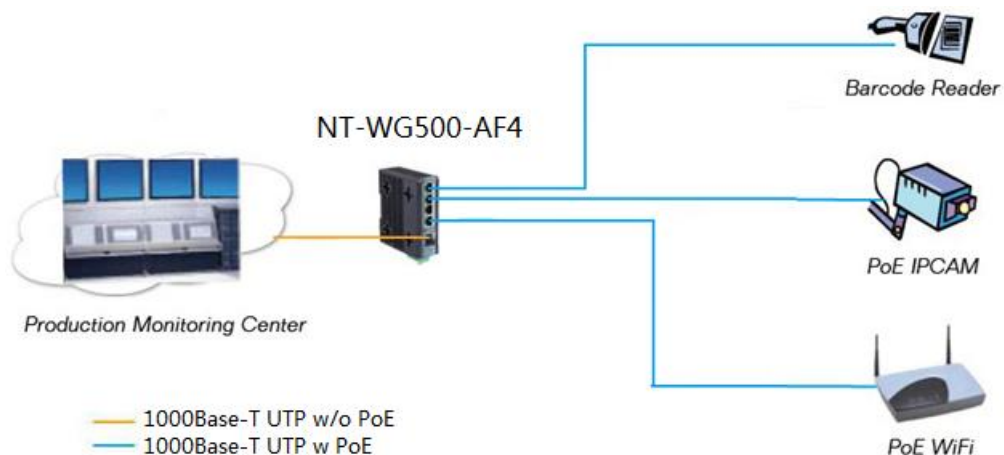 Barcode Reader
NT-WG500-AF4
PoE IPCAM
Production Monitoring Center
1000Base-T UTP w/o PoE
1000Base-T UTP w PoE
PoE WiFi